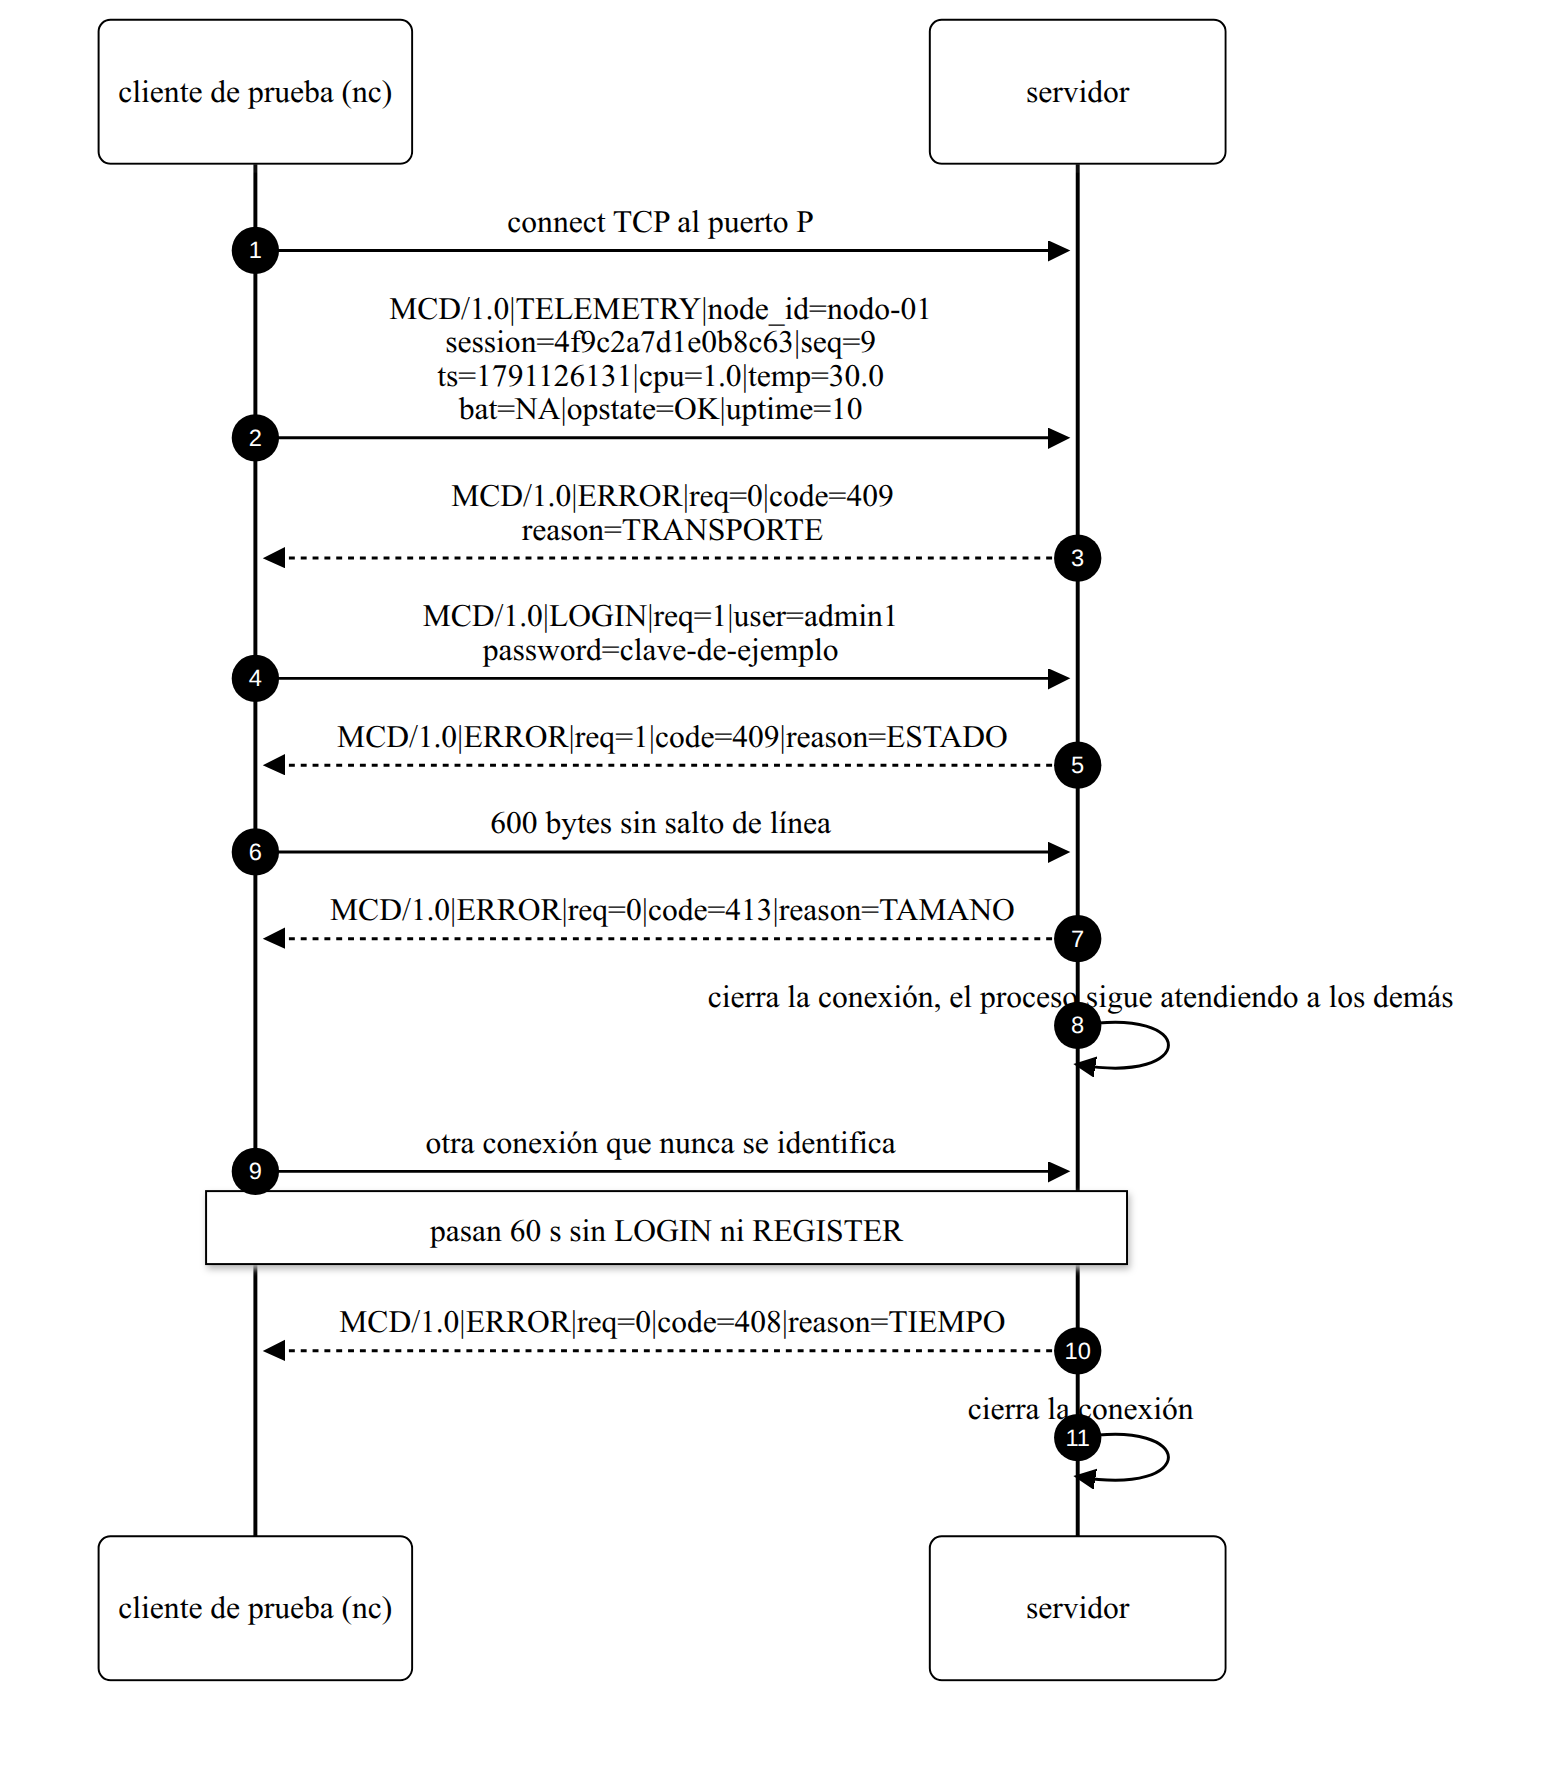 cliente de prueba (nc)
servidor
connect TCP al puerto P
1
MCD/1.0|TELEMETRY|node_id=nodo-01
session=4f9c2a7d1e0b8c63|seq=9
ts=1791126131|cpu=1.0|temp=30.0
bat=NA|opstate=OK|uptime=10
2
MCD/1.0|ERROR|req=0|code=409
reason=TRANSPORTE
3
MCD/1.0|LOGIN|req=1|user=admin1
password=clave-de-ejemplo
4
MCD/1.0|ERROR|req=1|code=409|reason=ESTADO
5
600 bytes sin salto de línea
6
MCD/1.0|ERROR|req=0|code=413|reason=TAMANO
7
cierra la conexión, el proceso sigue atendiendo a los demás
8
otra conexión que nunca se identifica
9
pasan 60 s sin LOGIN ni REGISTER
MCD/1.0|ERROR|req=0|code=408|reason=TIEMPO
10
cierra la conexión
11
cliente de prueba (nc)
servidor